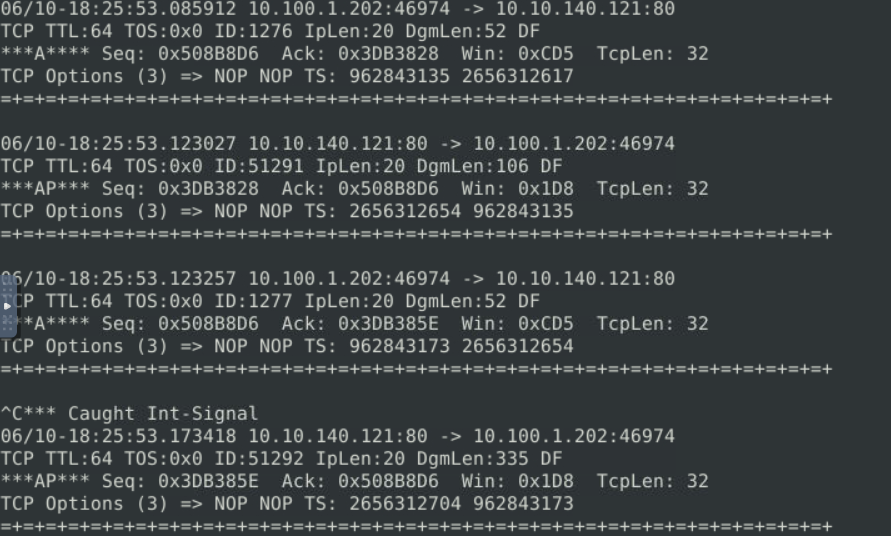 06/10-18:25:53.085912 10.100.1.202:46974 -> 10.10.140.121:80
TCP TTL:64 TOS:0x0 ID:1276 IpLen:20 DgmLen:52 DF
***A**** Seq: 0x508B8D6  Ack: 0x3DB3828  Win: 0xCD5  TcpLen: 32
TCP Options (3) => NOP NOP TS: 962843135 2656312617
=+=+=+=+=+=+=+=+=+=+=+=+=+=+=+=+=+=+=+=+=+=+=+=+=+=+=+=+=+=+=+=+=+=+=+=+=+
06/10-18:25:53.123027 10.10.140.121:80 -> 10.100.1.202:46974
TCP TTL:64 TOS:0x0 ID:51291 IpLen:20 DgmLen:106 DF
***AP*** Seq: 0x3DB3828  Ack: 0x508B8D6  Win: 0x1D8  TcpLen: 32
TCP Options (3) => NOP NOP TS: 2656312654 962843135
=+=+=+=+=+=+=+=+=+=+=+=+=+=+=+=+=+=+=+=+=+=+=+=+=+=+=+=+=+=+=+=+=+=+=+=+=+
06/10-18:25:53.123257 10.100.1.202:46974 -> 10.10.140.121:80
TCP TTL:64 TOS:0x0 ID:1277 IpLen:20 DgmLen:52 DF
***A**** Seq: 0x508B8D6  Ack: 0x3DB385E  Win: 0xCD5  TcpLen: 32
TCP Options (3) => NOP NOP TS: 962843173 2656312654
=+=+=+=+=+=+=+=+=+=+=+=+=+=+=+=+=+=+=+=+=+=+=+=+=+=+=+=+=+=+=+=+=+=+=+=+=+
^C*** Caught Int-Signal
06/10-18:25:53.173418 10.10.140.121:80 -> 10.100.1.202:46974
TCP TTL:64 TOS:0x0 ID:51292 IpLen:20 DgmLen:335 DF
***AP*** Seq: 0x3DB385E  Ack: 0x508B8D6  Win: 0x1D8  TcpLen: 32
TCP Options (3) => NOP NOP TS: 2656312704 962843173
=+=+=+=+=+=+=+=+=+=+=+=+=+=+=+=+=+=+=+=+=+=+=+=+=+=+=+=+=+=+=+=+=+=+=+=+=+